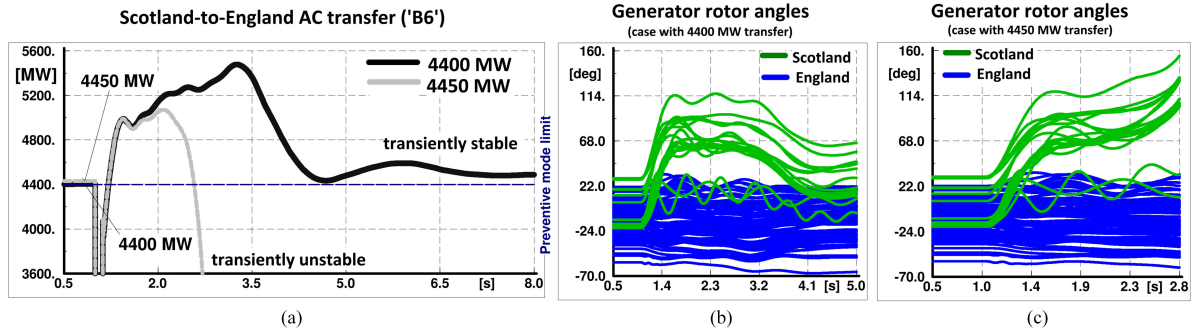 Scotland-to-England AC transfer ('B6')
5600.
[MW]
5200.
4800.
4400.
4000.
3600.
4450 MW
4400 MW
4400 MW
4450 MW
transiently stable
transiently unstable
Preventive mode limit
0.5 2.0 3.5 5.0 6.5 [s] 8.0
(a)
Generator rotor angles
(case with 4400 MW transfer)
160.
[deg]
114.
68.0
22.0
-24.0
-70.0
Scotland
England
0.5 1.4 2.3 3.2 4.1 [s] 5.0
(b)
Generator rotor angles
(case with 4450 MW transfer)
160.
[deg]
114.
68.0
22.0
-24.0
-70.0
Scotland
England
0.5 1.0 1.4 1.9 2.3 [s] 2.8
(c)